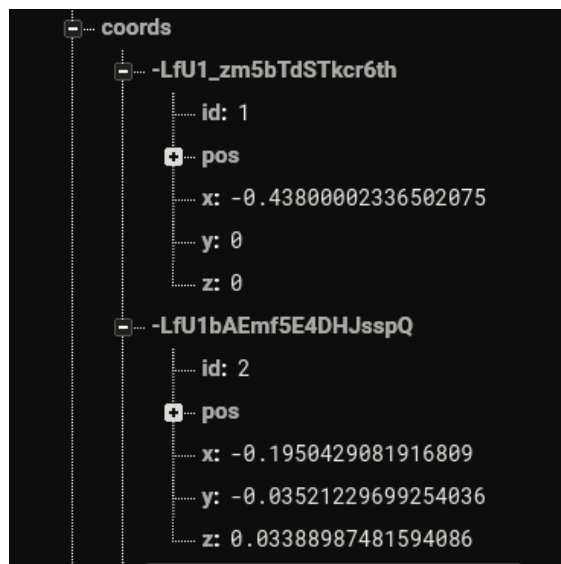 coords
-LfU1_zm5bTdSTkcr6th
id: 1
pos
x: -0.43800002336502075
y: 0
z: 0
-LfU1bAEmf5E4DHJsspQ
id: 2
pos
x: -0.1950429081916809
y: -0.03521229699254036
z: 0.03388987481594086